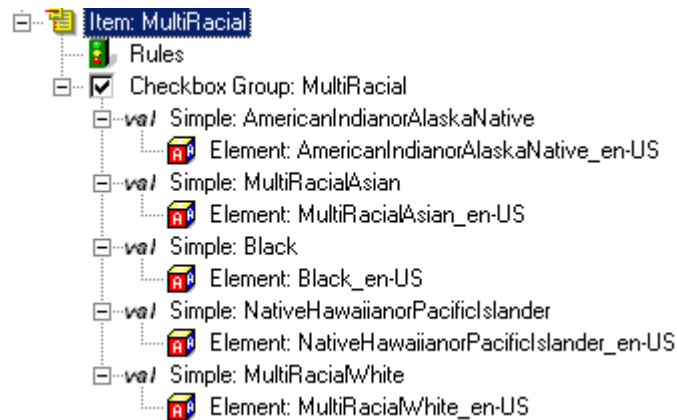 Item: MultiRacial
Rules
Checkbox Group: MultiRacial
val Simple: AmericanIndianorAlaskaNative
Element: AmericanIndianorAlaskaNative_en-US
val Simple: MultiRacialAsian
Element: MultiRacialAsian_en-US
val Simple: Black
Element: Black_en-US
val Simple: NativeHawaiianorPacificIslander
Element: NativeHawaiianorPacificIslander_en-US
val Simple: MultiRacialWhite
Element: MultiRacialWhite_en-US